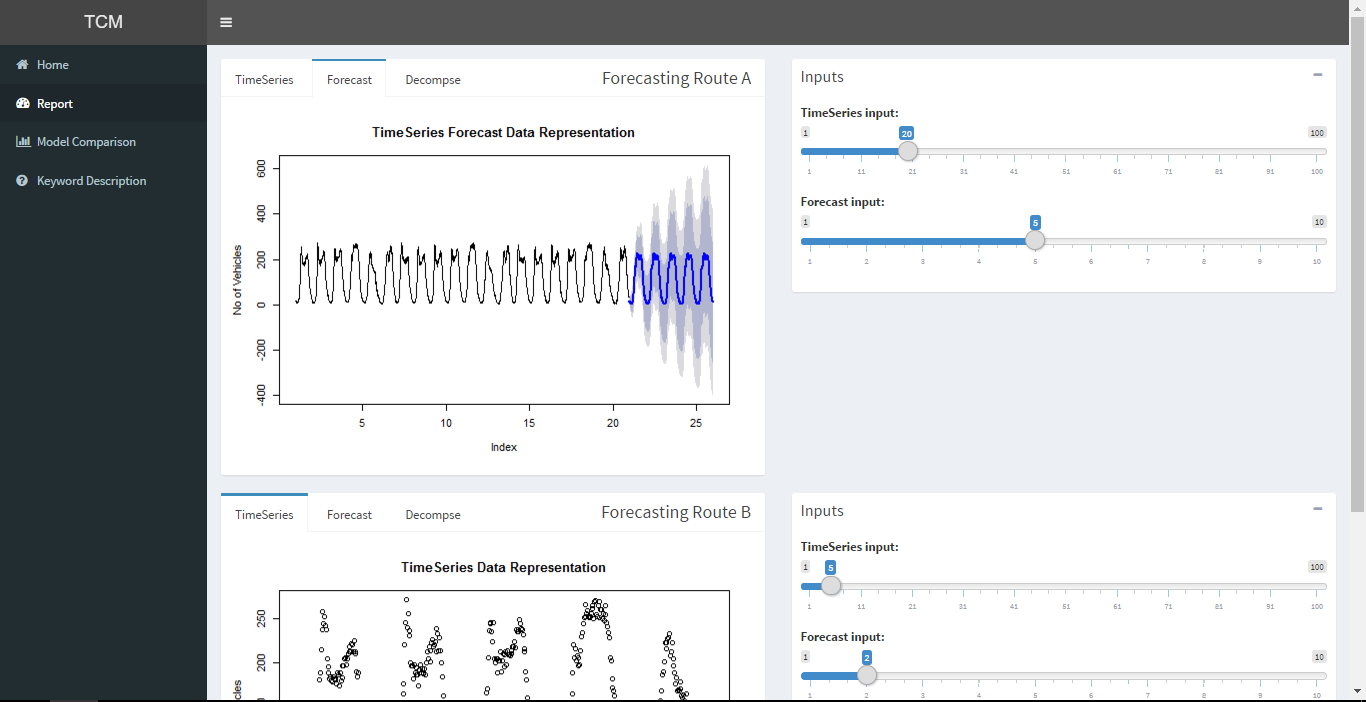 TCM
Home
Report
Model Comparison
Keyword Description
TimeSeries Forecast Decompse Forecasting Route A
TimeSeries Forecast Data Representation
No of Vehicles
600
400
200
0
-200
-400
5 10 15 20 25
Index
Inputs
TimeSeries input:
1 20 100
1 11 21 31 41 51 61 71 81 91 100
Forecast input:
1 5 10
1 2 3 4 5 6 7 8 9 10
TimeSeries Forecast Decompse Forecasting Route B
TimeSeries Data Representation
250
200
Inputs
TimeSeries input:
1 5 100
1 11 21 31 41 51 61 71 81 91 100
Forecast input:
1 2 10
1 2 3 4 5 6 7 8 9 10